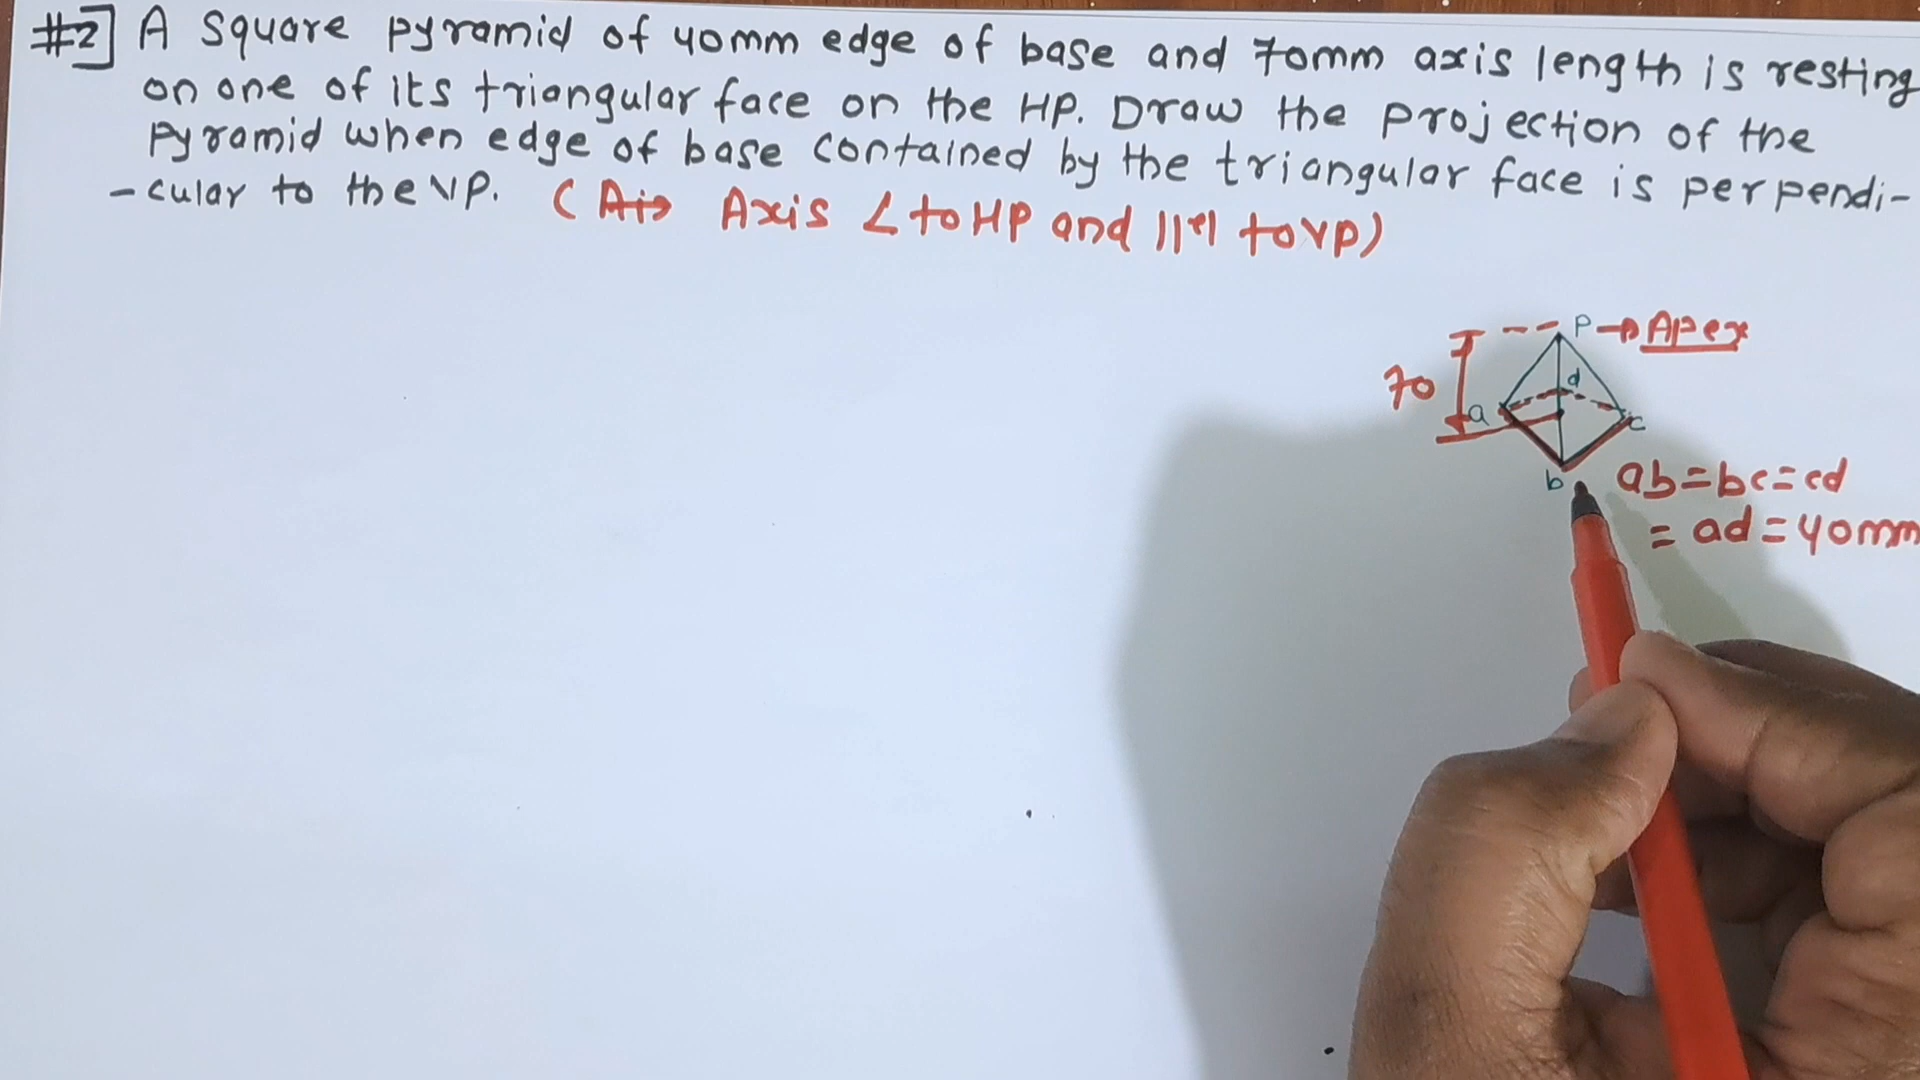 #2] A square pyramid of 40mm edge of base and 70mm axis length is resting
on one of its triangular face on the HP. Draw the projection of the
pyramid when edge of base contained by the triangular face is perpendi-
-cular to the VP. (Ais Axis ∠ to HP and ||el to VP)
P → Apex
70
d
a
c
b
ab=bc=cd
= ad=40mm